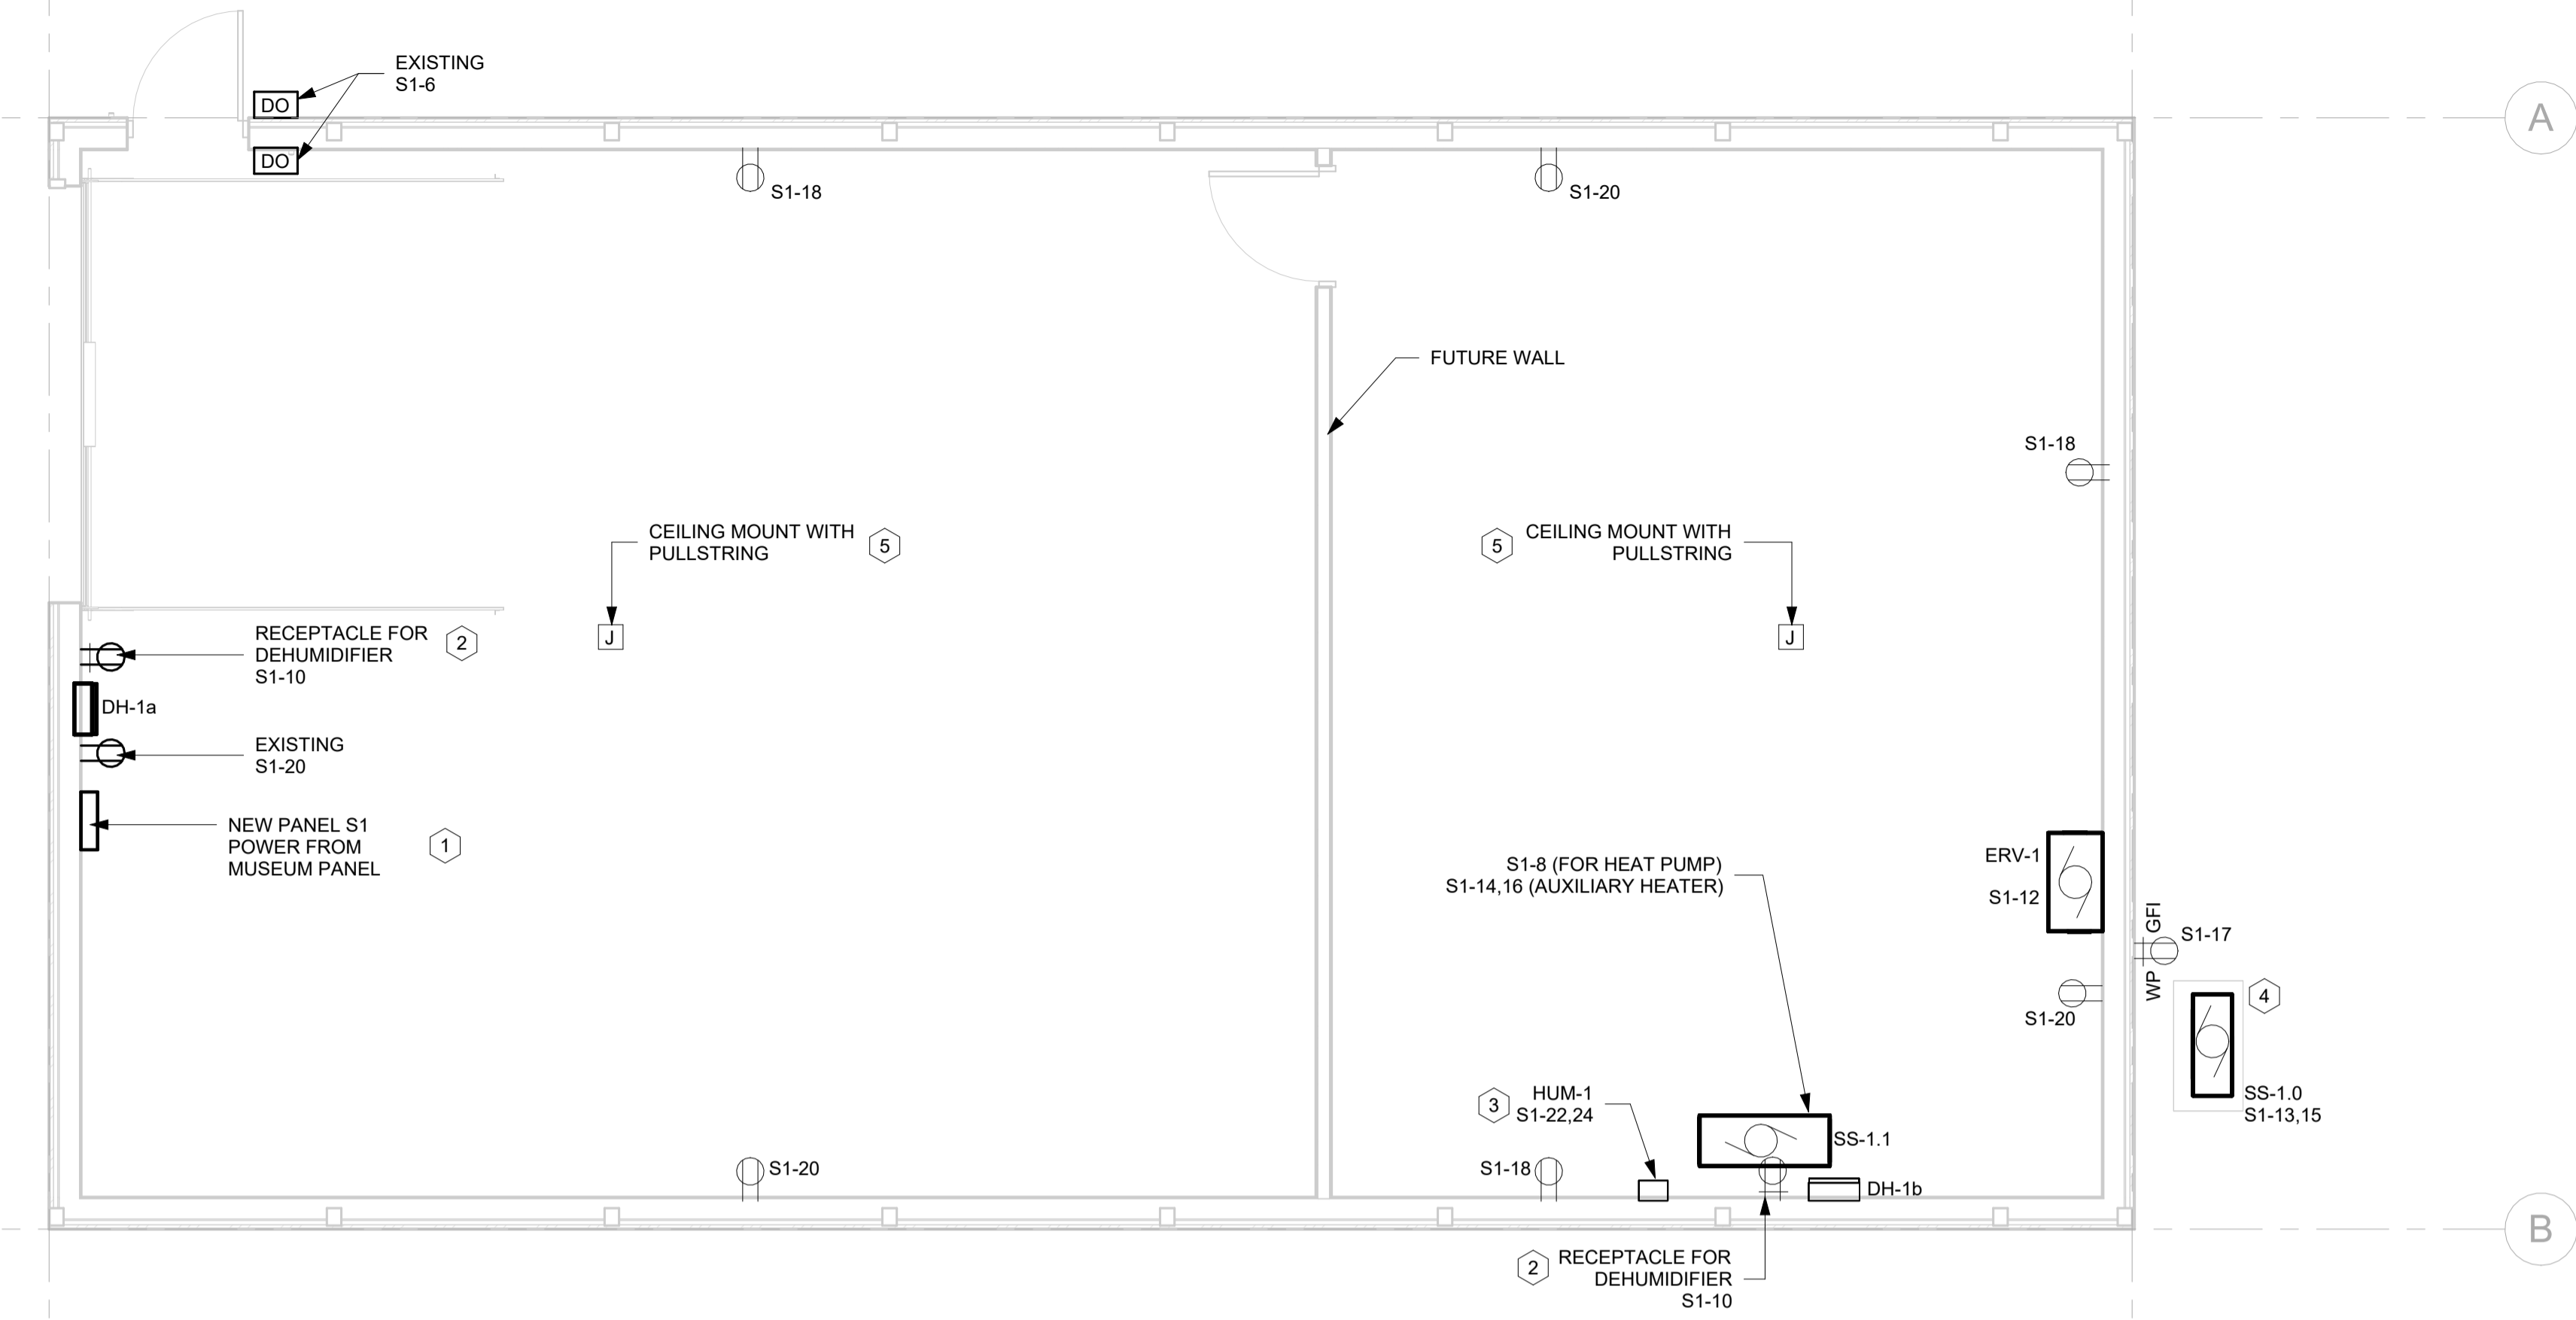 EXISTING
S1-6
DO
DO
A
S1-18
S1-20
FUTURE WALL
S1-18
CEILING MOUNT WITH
PULLSTRING
5
5
CEILING MOUNT WITH
PULLSTRING
J
J
RECEPTACLE FOR
DEHUMIDIFIER
S1-10
2
DH-1a
EXISTING
S1-20
NEW PANEL S1
POWER FROM
MUSEUM PANEL
1
S1-8 (FOR HEAT PUMP)
S1-14,16 (AUXILIARY HEATER)
ERV-1
S1-12
GFI
WP
S1-17
S1-20
4
SS-1.0
S1-13,15
3
HUM-1
S1-22,24
SS-1.1
S1-20
S1-18
DH-1b
B
2
RECEPTACLE FOR
DEHUMIDIFIER
S1-10